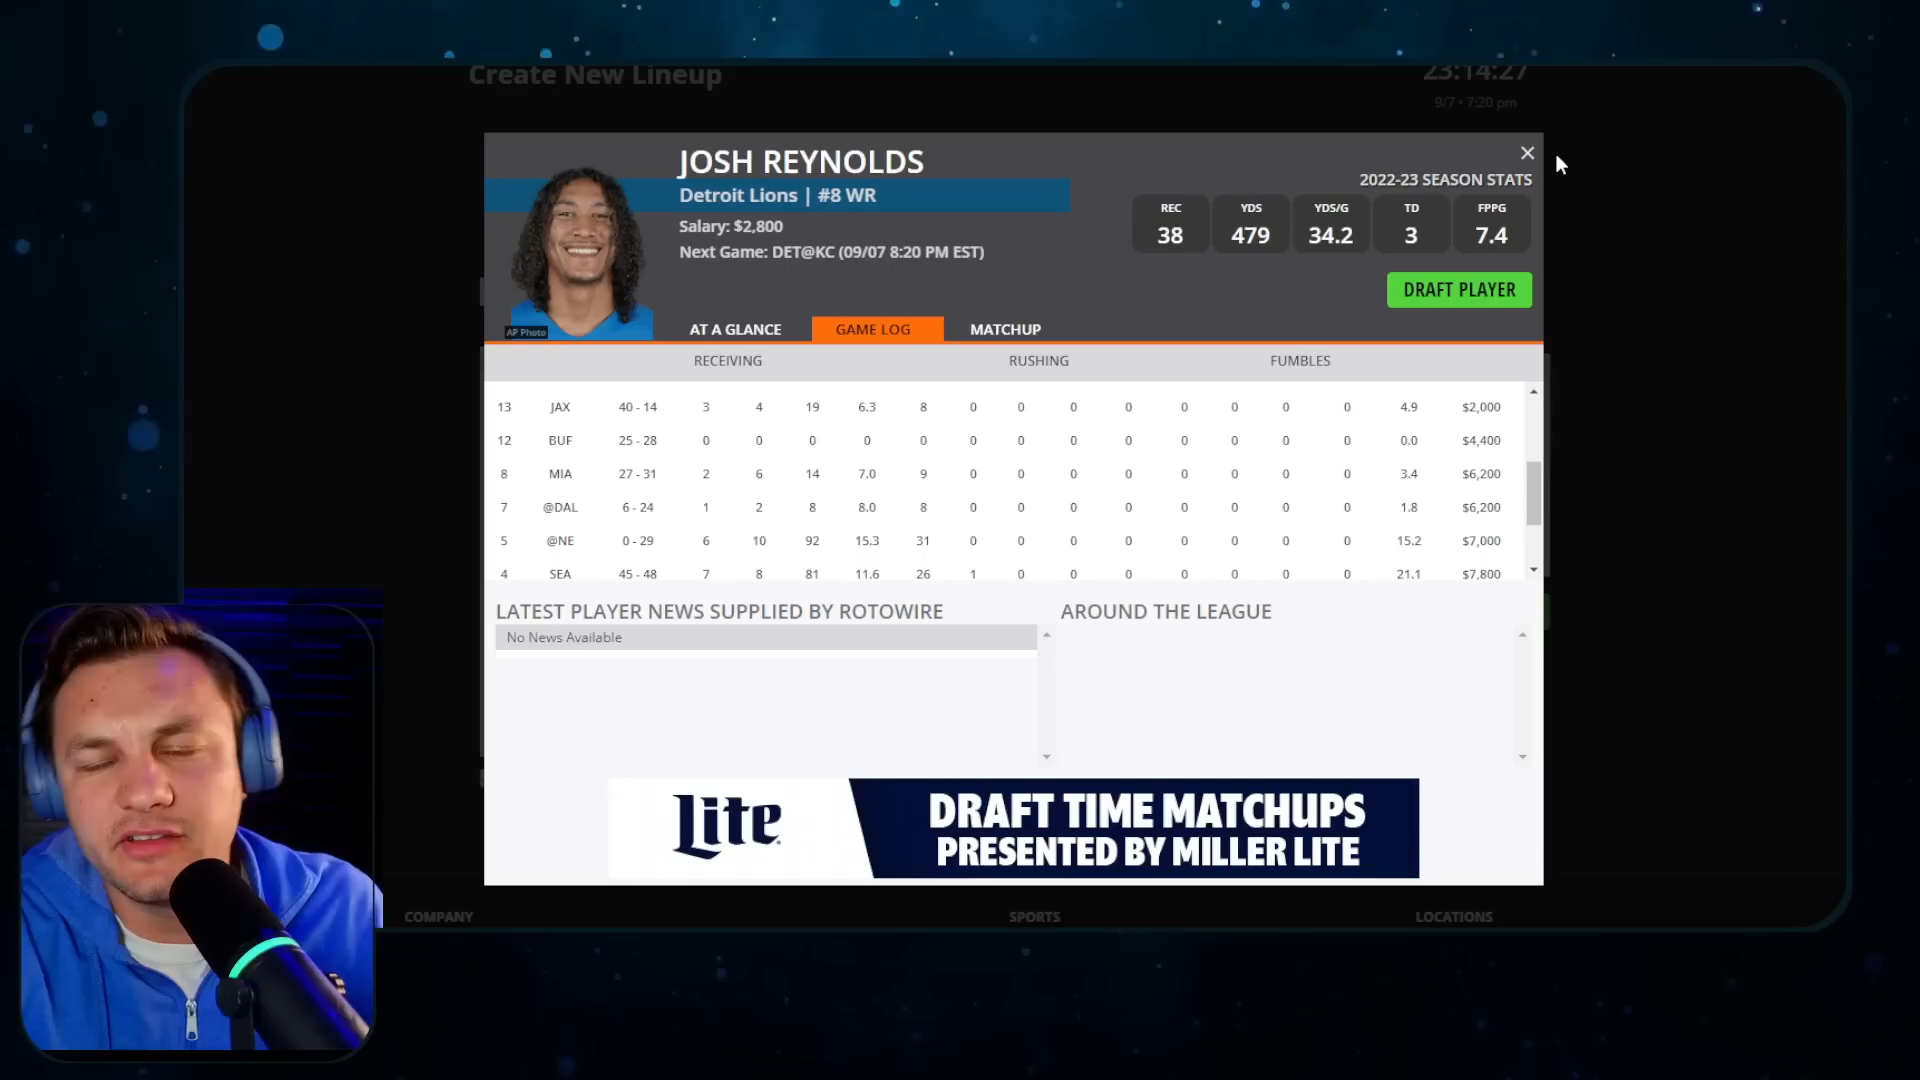 Create New Lineup
23:14:27
9/7 • 7:20 pm
JOSH REYNOLDS
Detroit Lions | #8 WR
Salary: $2,800
Next Game: DET@KC (09/07 8:20 PM EST)
2022-23 SEASON STATS
REC YDS YDS/G TD FPPG
38 479 34.2 3 7.4
DRAFT PLAYER
AP Photo
AT A GLANCE GAME LOG MATCHUP
RECEIVING RUSHING FUMBLES
13 JAX 40 - 14 3 4 19 6.3 8 0 0 0 0 0 0 0 0 4.9 $2,000
12 BUF 25 - 28 0 0 0 0 0 0 0 0 0 0 0 0 0 0.0 $4,400
8 MIA 27 - 31 2 6 14 7.0 9 0 0 0 0 0 0 0 0 3.4 $6,200
7 @DAL 6 - 24 1 2 8 8.0 8 0 0 0 0 0 0 0 0 1.8 $6,200
5 @NE 0 - 29 6 10 92 15.3 31 0 0 0 0 0 0 0 0 15.2 $7,000
4 SEA 45 - 48 7 8 81 11.6 26 1 0 0 0 0 0 0 0 21.1 $7,800
LATEST PLAYER NEWS SUPPLIED BY ROTOWIRE
No News Available
AROUND THE LEAGUE
Lite
DRAFT TIME MATCHUPS
PRESENTED BY MILLER LITE
COMPANY SPORTS LOCATIONS